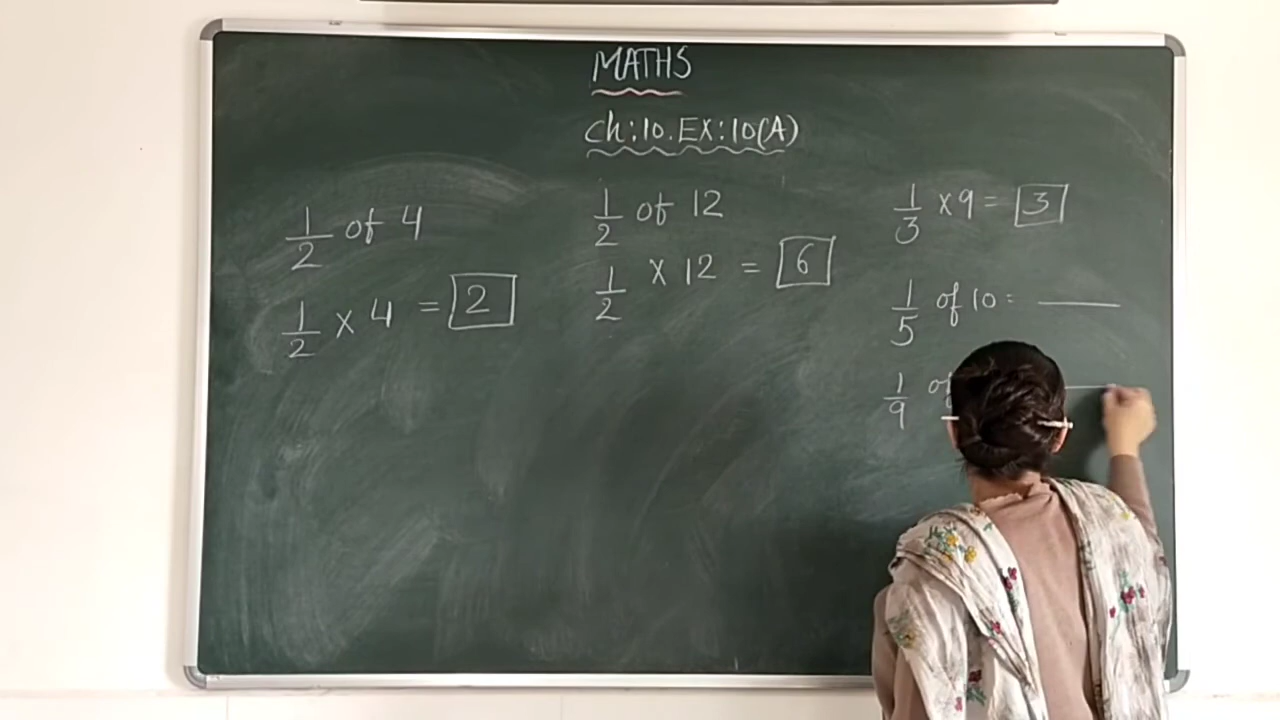 MATHS
Ch:10.EX:10(A)
1/2 of 4
1/2 x 4 = 2
1/2 of 12
1/2 x 12 = 6
1/3 x9 = 3
1/5 of 10 = ____
1/9 of